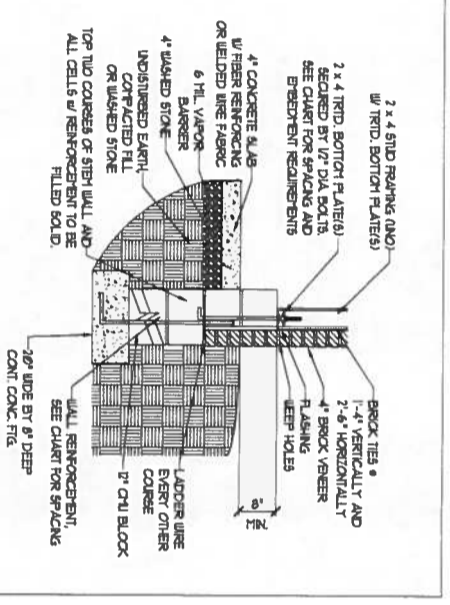 2 x 4 STUD FRAMING (UNO)
W/ TRTD. BOTTOM PLATE(S)
2 x 4 TRTD. BOTTOM PLATE(S)
SECURED BY 1/2" DIA. BOLTS.
SEE CHART FOR SPACING AND
EMBEDMENT REQUIREMENTS
4" CONCRETE SLAB
W/ FIBER REINFORCING
OR WELDED WIRE FABRIC
6 MIL. VAPOR
BARRIER
4" WASHED STONE
UNDISTURBED EARTH,
COMPACTED FILL
OR WASHED STONE
TOP TWO COURSES OF STEM WALL AND
ALL CELLS w/ REINFORCEMENT TO BE
FILLED SOLID.
BRICK TIES @
1'-4" VERTICALLY AND
2'-6" HORIZONTALLY
4" BRICK VENEER
FLASHING
WEEP HOLES
8"
MIN.
LADDER WIRE
EVERY OTHER
COURSE
12" CMU BLOCK
WALL REINFORCEMENT,
SEE CHART FOR SPACING
20" WIDE BY 8" DEEP
CONT. CONC. FTG.